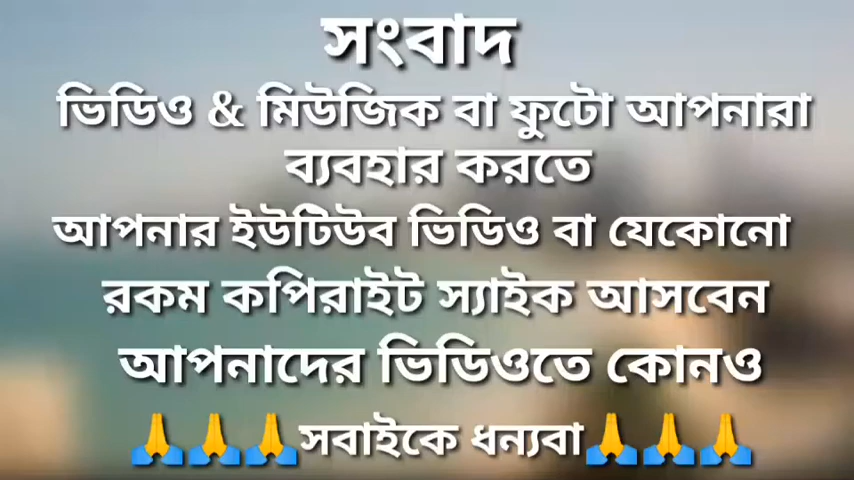 সংবাদ
ভিডিও & মিউজিক বা ফুটো আপনারা
ব্যবহার করতে
আপনার ইউটিউব ভিডিও বা যেকোনো
রকম কপিরাইট স্যাইক আসবেন
আপনাদের ভিডিওতে কোনও
🙏🙏🙏সবাইকে ধন্যবা🙏🙏🙏